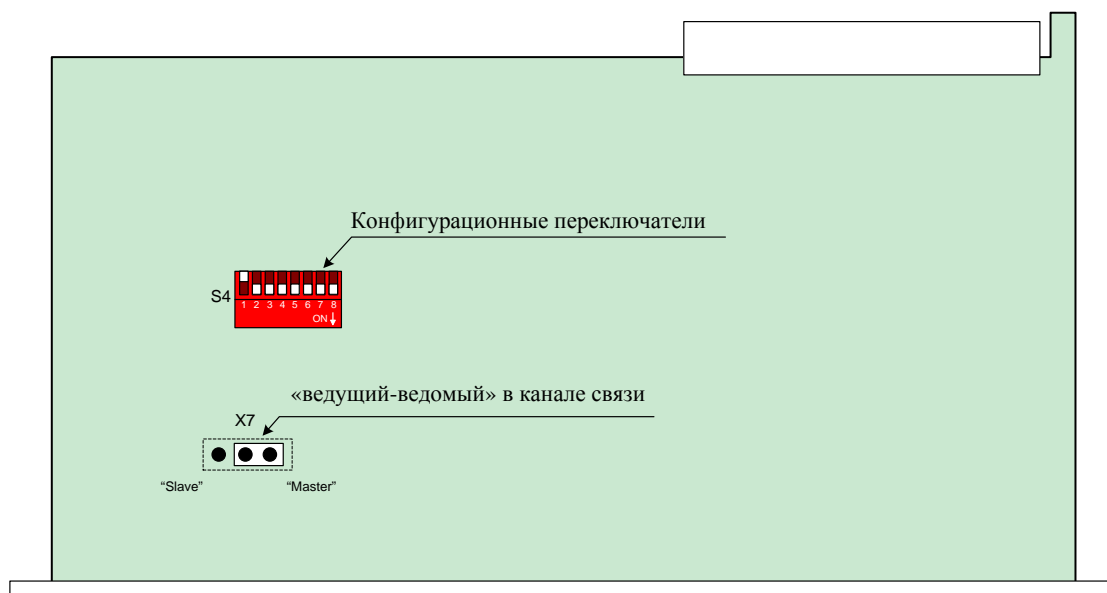 Конфигурационные переключатели
S4
1 2 3 4 5 6 7 8
ON
«ведущий-ведомый» в канале связи
X7
“Slave” “Master”